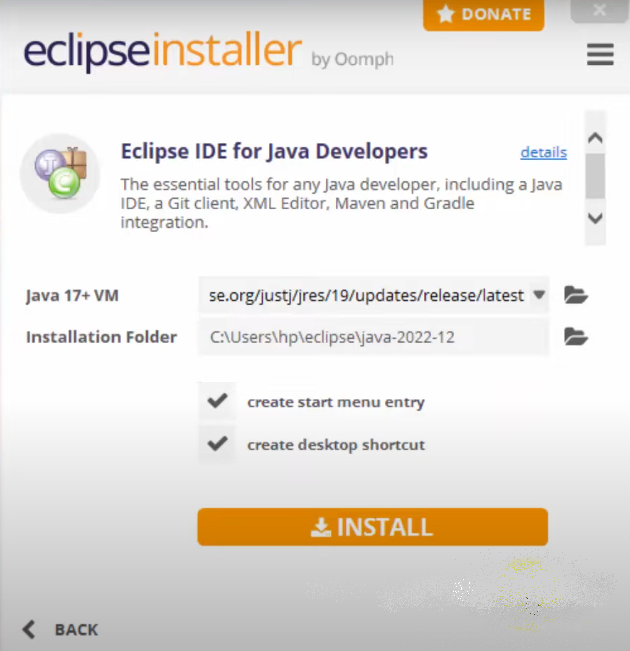 DONATE
eclipseinstaller by Oomph
Eclipse IDE for Java Developers details
The essential tools for any Java developer, including a Java
IDE, a Git client, XML Editor, Maven and Gradle
integration.
Java 17+ VM se.org/justj/jres/19/updates/release/latest
Installation Folder C:\Users\hp\eclipse\java-2022-12
create start menu entry
create desktop shortcut
INSTALL
BACK